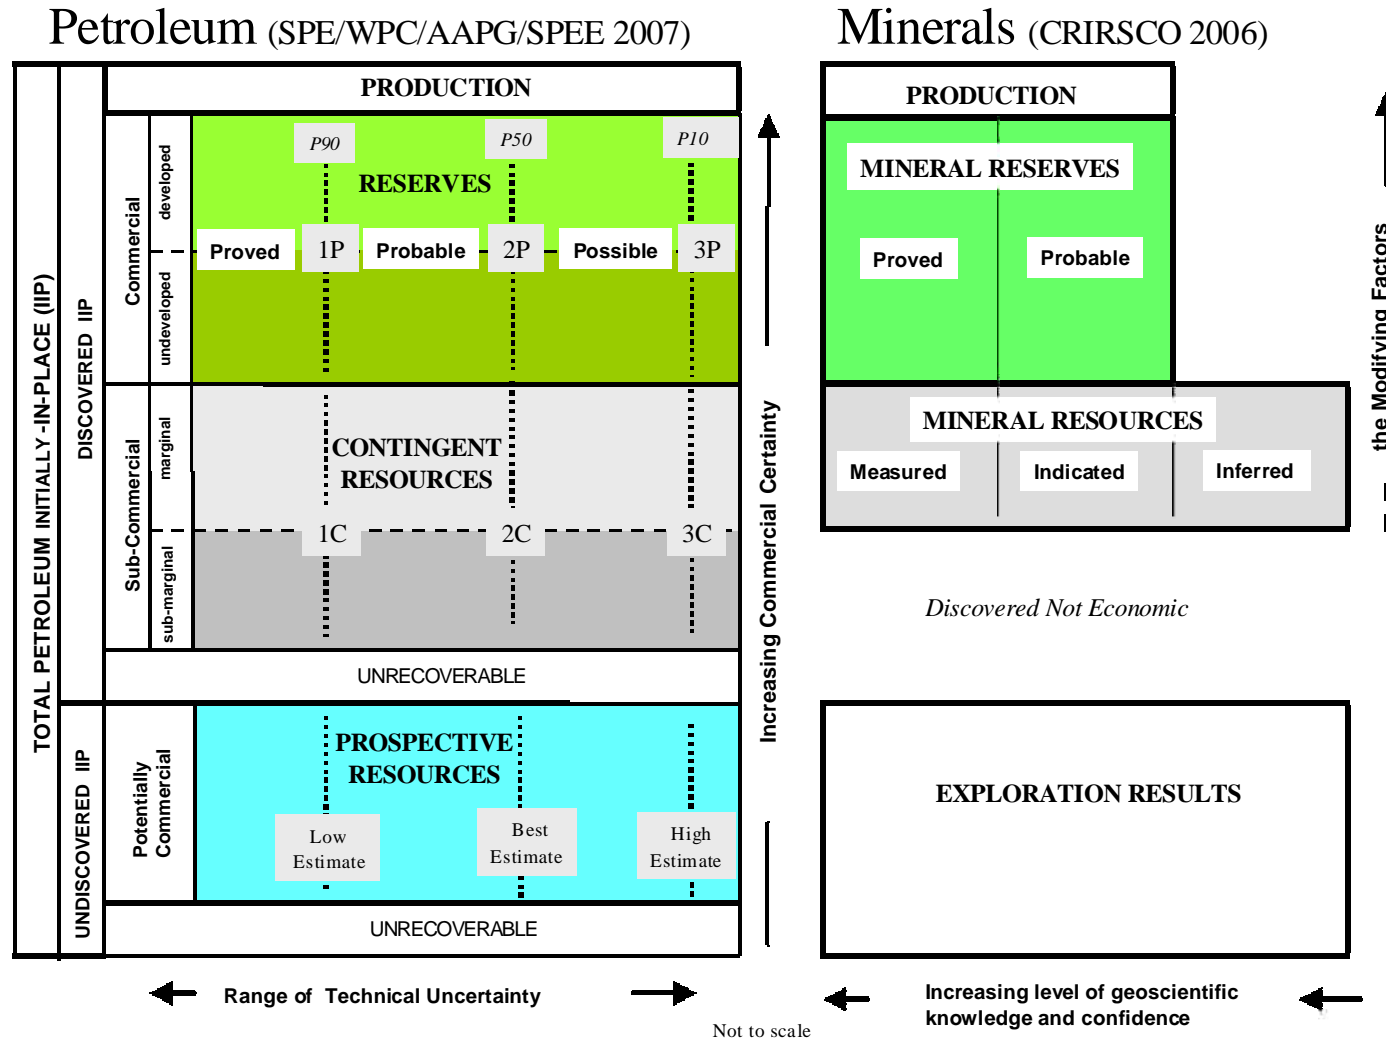 Petroleum (SPE/WPC/AAPG/SPEE 2007)
Minerals (CRIRSCO 2006)
TOTAL PETROLEUM INITIALLY-IN-PLACE (IIP)
DISCOVERED IIP
UNDISCOVERED IIP
PRODUCTION
Commercial
developed
undeveloped
P90
P50
P10
RESERVES
Proved
1P
Probable
2P
Possible
3P
Sub-Commercial
marginal
sub-marginal
CONTINGENT
RESOURCES
1C
2C
3C
UNRECOVERABLE
Potentially
Commercial
PROSPECTIVE
RESOURCES
Low
Estimate
Best
Estimate
High
Estimate
UNRECOVERABLE
Range of Technical Uncertainty
Increasing Commercial Certainty
PRODUCTION
MINERAL RESERVES
Proved
Probable
MINERAL RESOURCES
Measured
Indicated
Inferred
Discovered Not Economic
EXPLORATION RESULTS
Increasing level of geoscientific
knowledge and confidence
the Modifying Factors
Not to scale